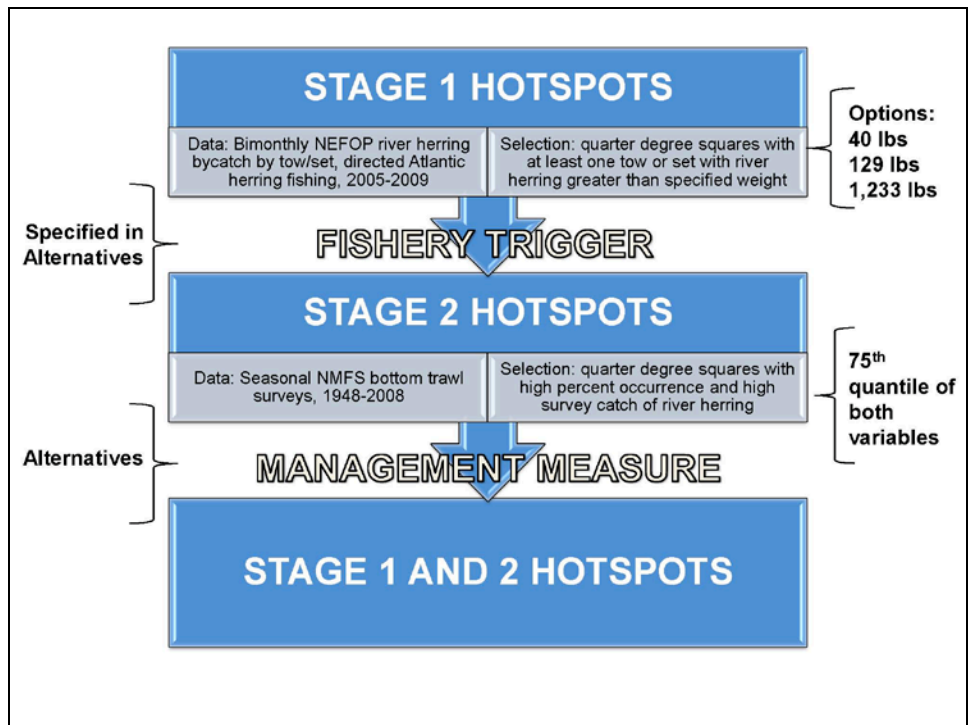 STAGE 1 HOTSPOTS
Data: Bimonthly NEFOP river herring
bycatch by tow/set, directed Atlantic
herring fishing, 2005-2009
Selection: quarter degree squares with
at least one tow or set with river
herring greater than specified weight
Options:
40 lbs
129 lbs
1,233 lbs
Specified in
Alternatives
FISHERY TRIGGER
STAGE 2 HOTSPOTS
Data: Seasonal NMFS bottom trawl
surveys, 1948-2008
Selection: quarter degree squares with
high percent occurrence and high
survey catch of river herring
75th
quantile of
both
variables
Alternatives
MANAGEMENT MEASURE
STAGE 1 AND 2 HOTSPOTS